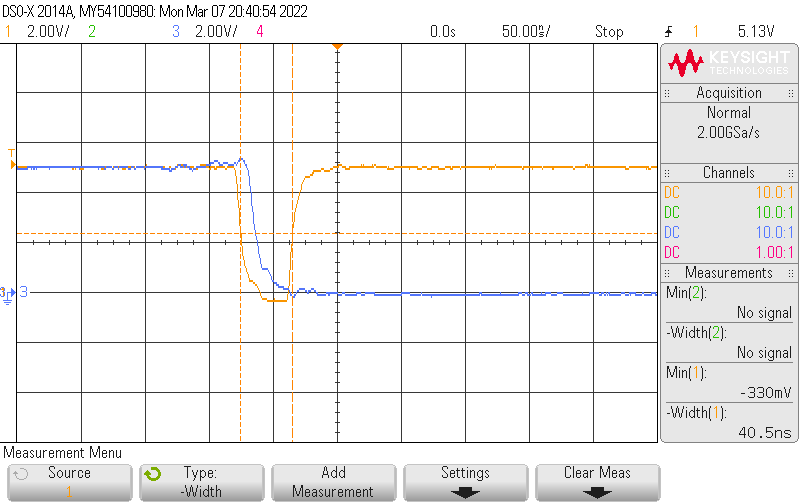 DSO-X 2014A, MY54100980: Mon Mar 07 20:40:54 2022
1 2.00V/ 2 3 2.00V/ 4 0.0s 50.00ns/ Stop 1 5.13V
KEYSIGHT
TECHNOLOGIES
Acquisition
Normal
2.00GSa/s
Channels
DC 10.0:1
DC 10.0:1
DC 10.0:1
DC 1.00:1
Measurements
Min(2):
No signal
-Width(2):
No signal
Min(1):
-330mV
-Width(1):
40.5ns
T
3 3
Measurement Menu
Source
1
Type:
-Width
Add
Measurement
Settings
Clear Meas